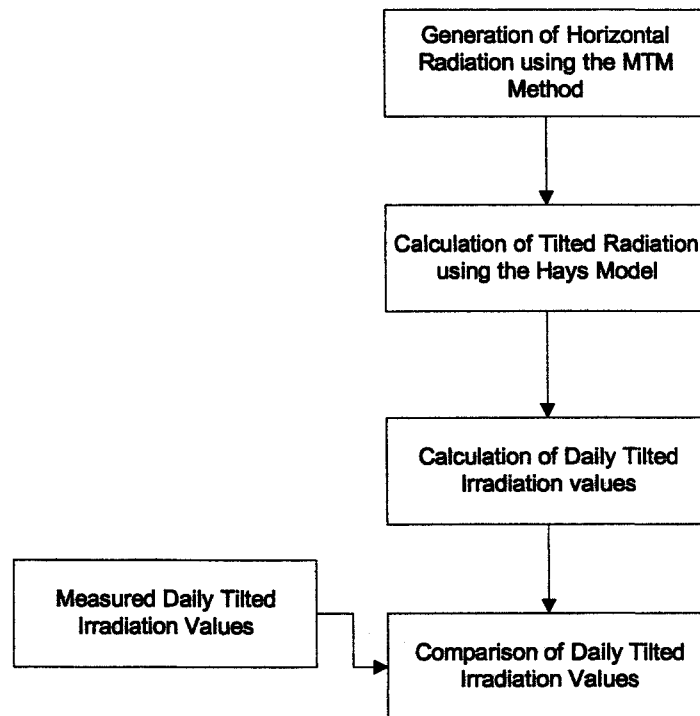 Generation of Horizontal
Radiation using the MTM
Method
Calculation of Tilted Radiation
using the Hays Model
Calculation of Daily Tilted
Irradiation values
Measured Daily Tilted
Irradiation Values
Comparison of Daily Tilted
Irradiation Values